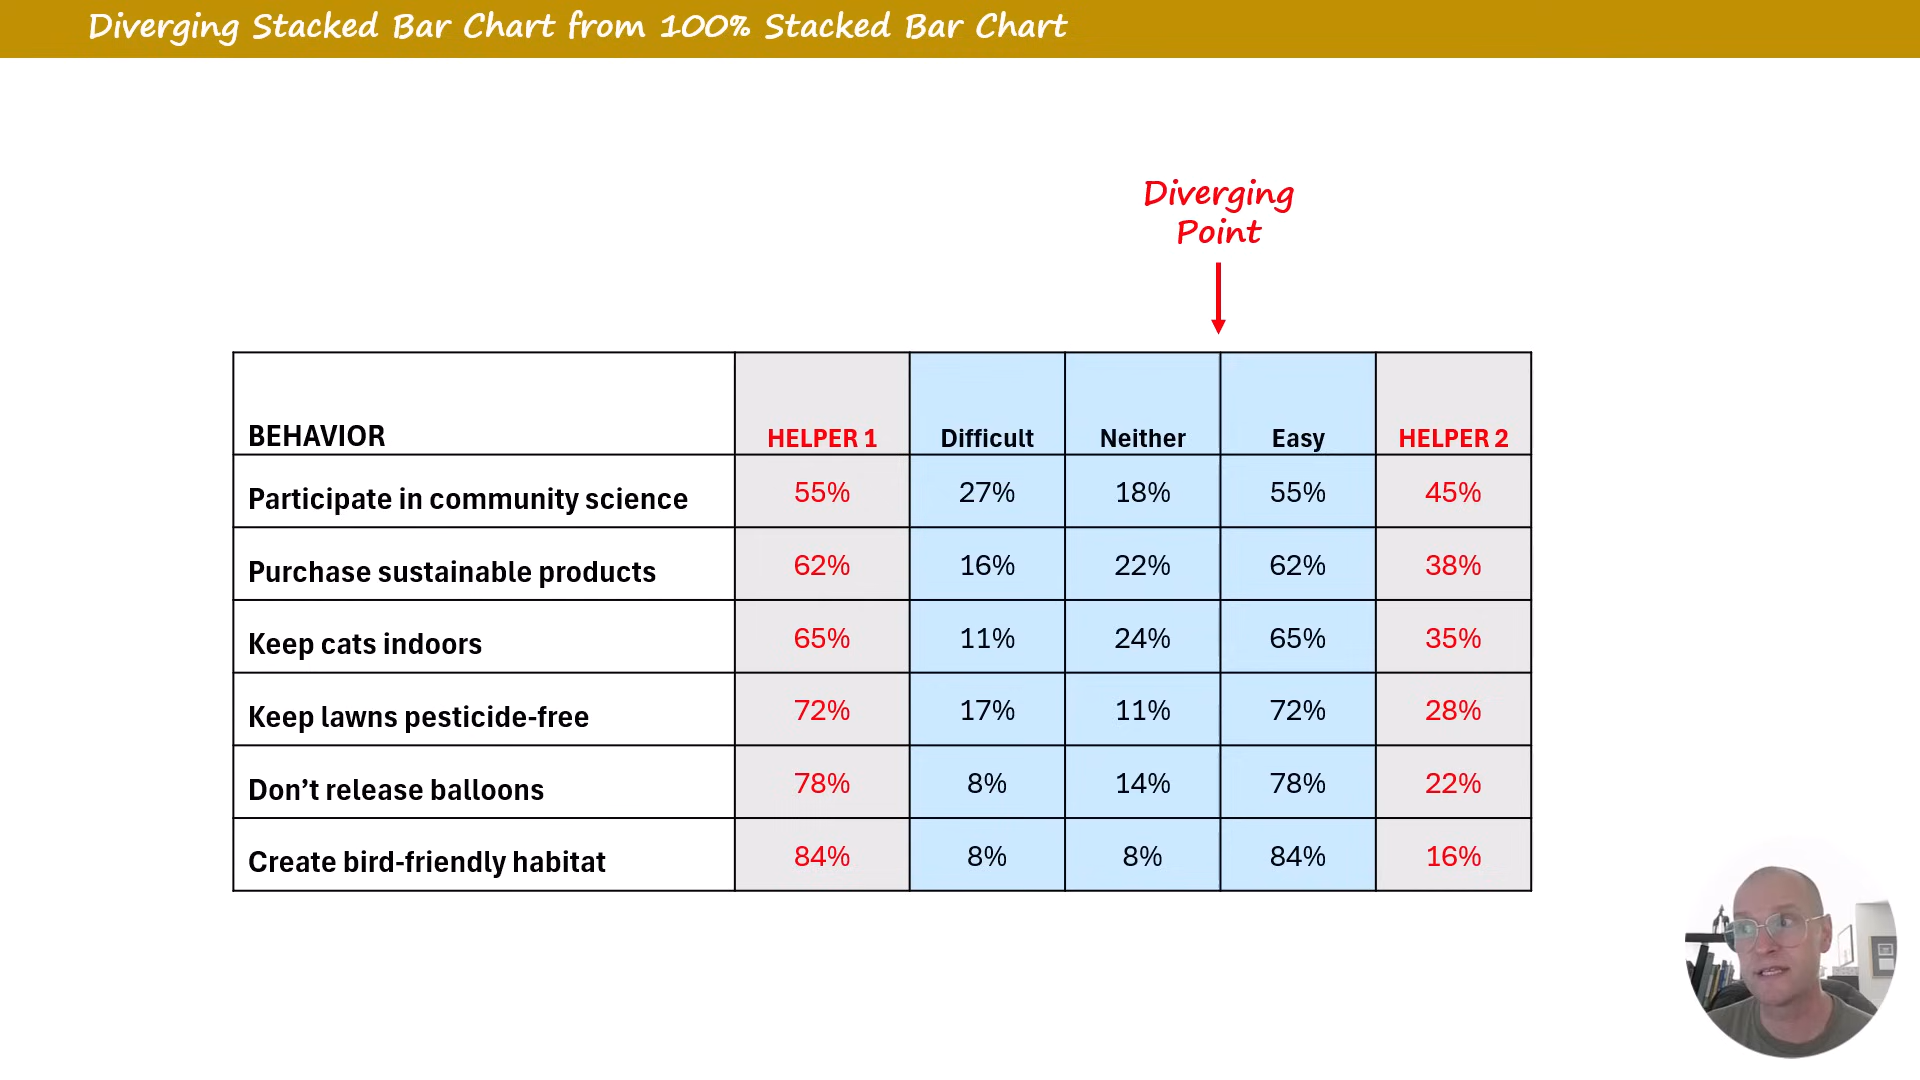 Diverging Stacked Bar Chart from 100% Stacked Bar Chart
Diverging
Point
BEHAVIOR HELPER 1 Difficult Neither Easy HELPER 2
Participate in community science 55% 27% 18% 55% 45%
Purchase sustainable products 62% 16% 22% 62% 38%
Keep cats indoors 65% 11% 24% 65% 35%
Keep lawns pesticide-free 72% 17% 11% 72% 28%
Don’t release balloons 78% 8% 14% 78% 22%
Create bird-friendly habitat 84% 8% 8% 84% 16%